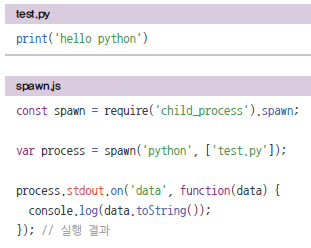 test.py
print('hello python')
spawn.js
const spawn = require('child_process').spawn;
var process = spawn('python', ['test.py']);
process.stdout.on('data', function(data) {
  console.log(data.toString());
}); // 실행 결과